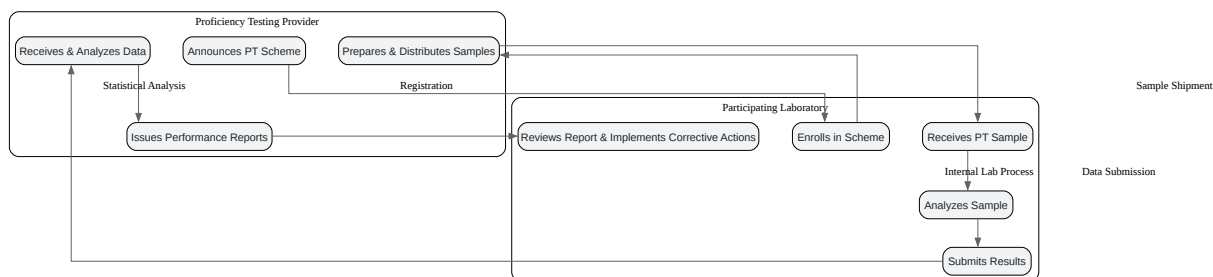 Proficiency Testing Provider
Receives & Analyzes Data
Announces PT Scheme
Prepares & Distributes Samples
Statistical Analysis
Registration
Sample Shipment
Participating Laboratory
Issues Performance Reports
Reviews Report & Implements Corrective Actions
Enrolls in Scheme
Receives PT Sample
Internal Lab Process
Data Submission
Analyzes Sample
Submits Results